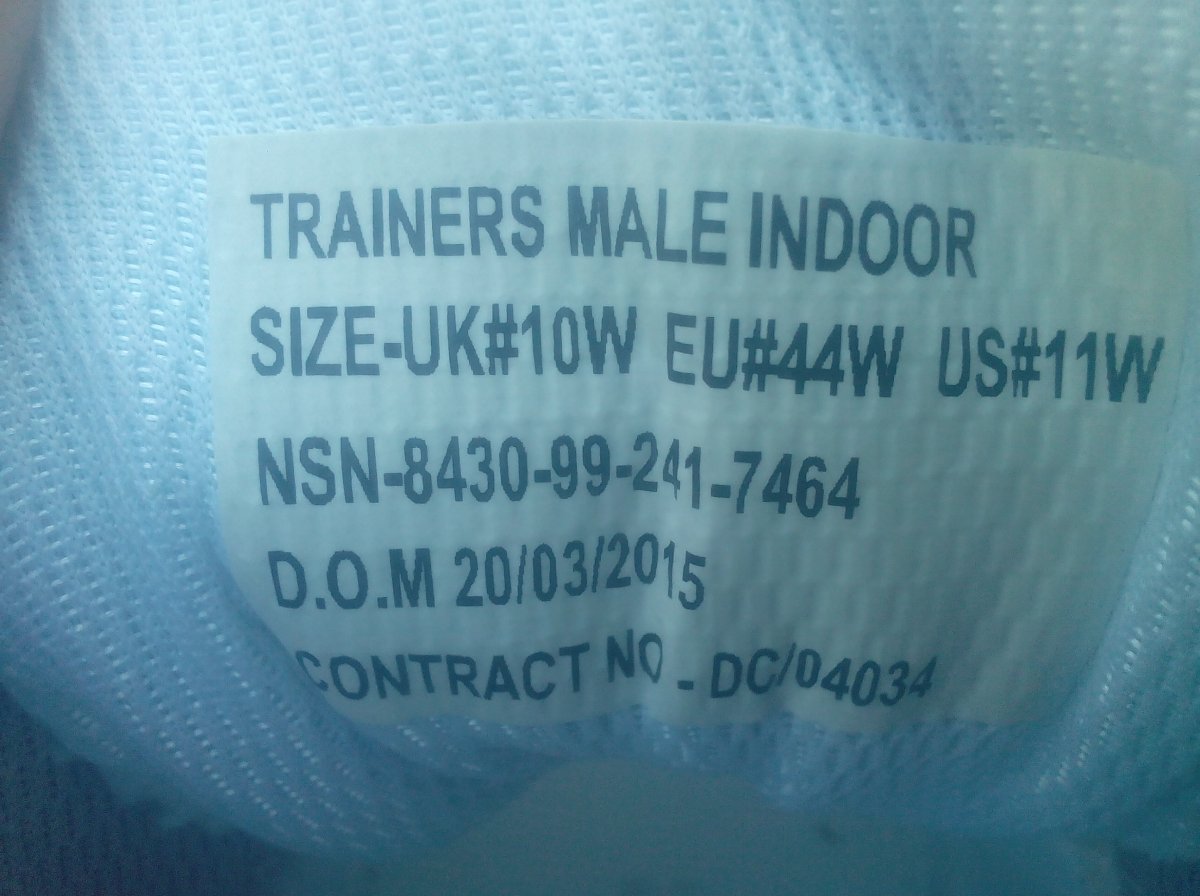 TRAINERS MALE INDOOR
SIZE-UK#10W EU#44W US#11W
NSN-8430-99-241-7464
D.O.M 20/03/2015
CONTRACT NO - DC/04034